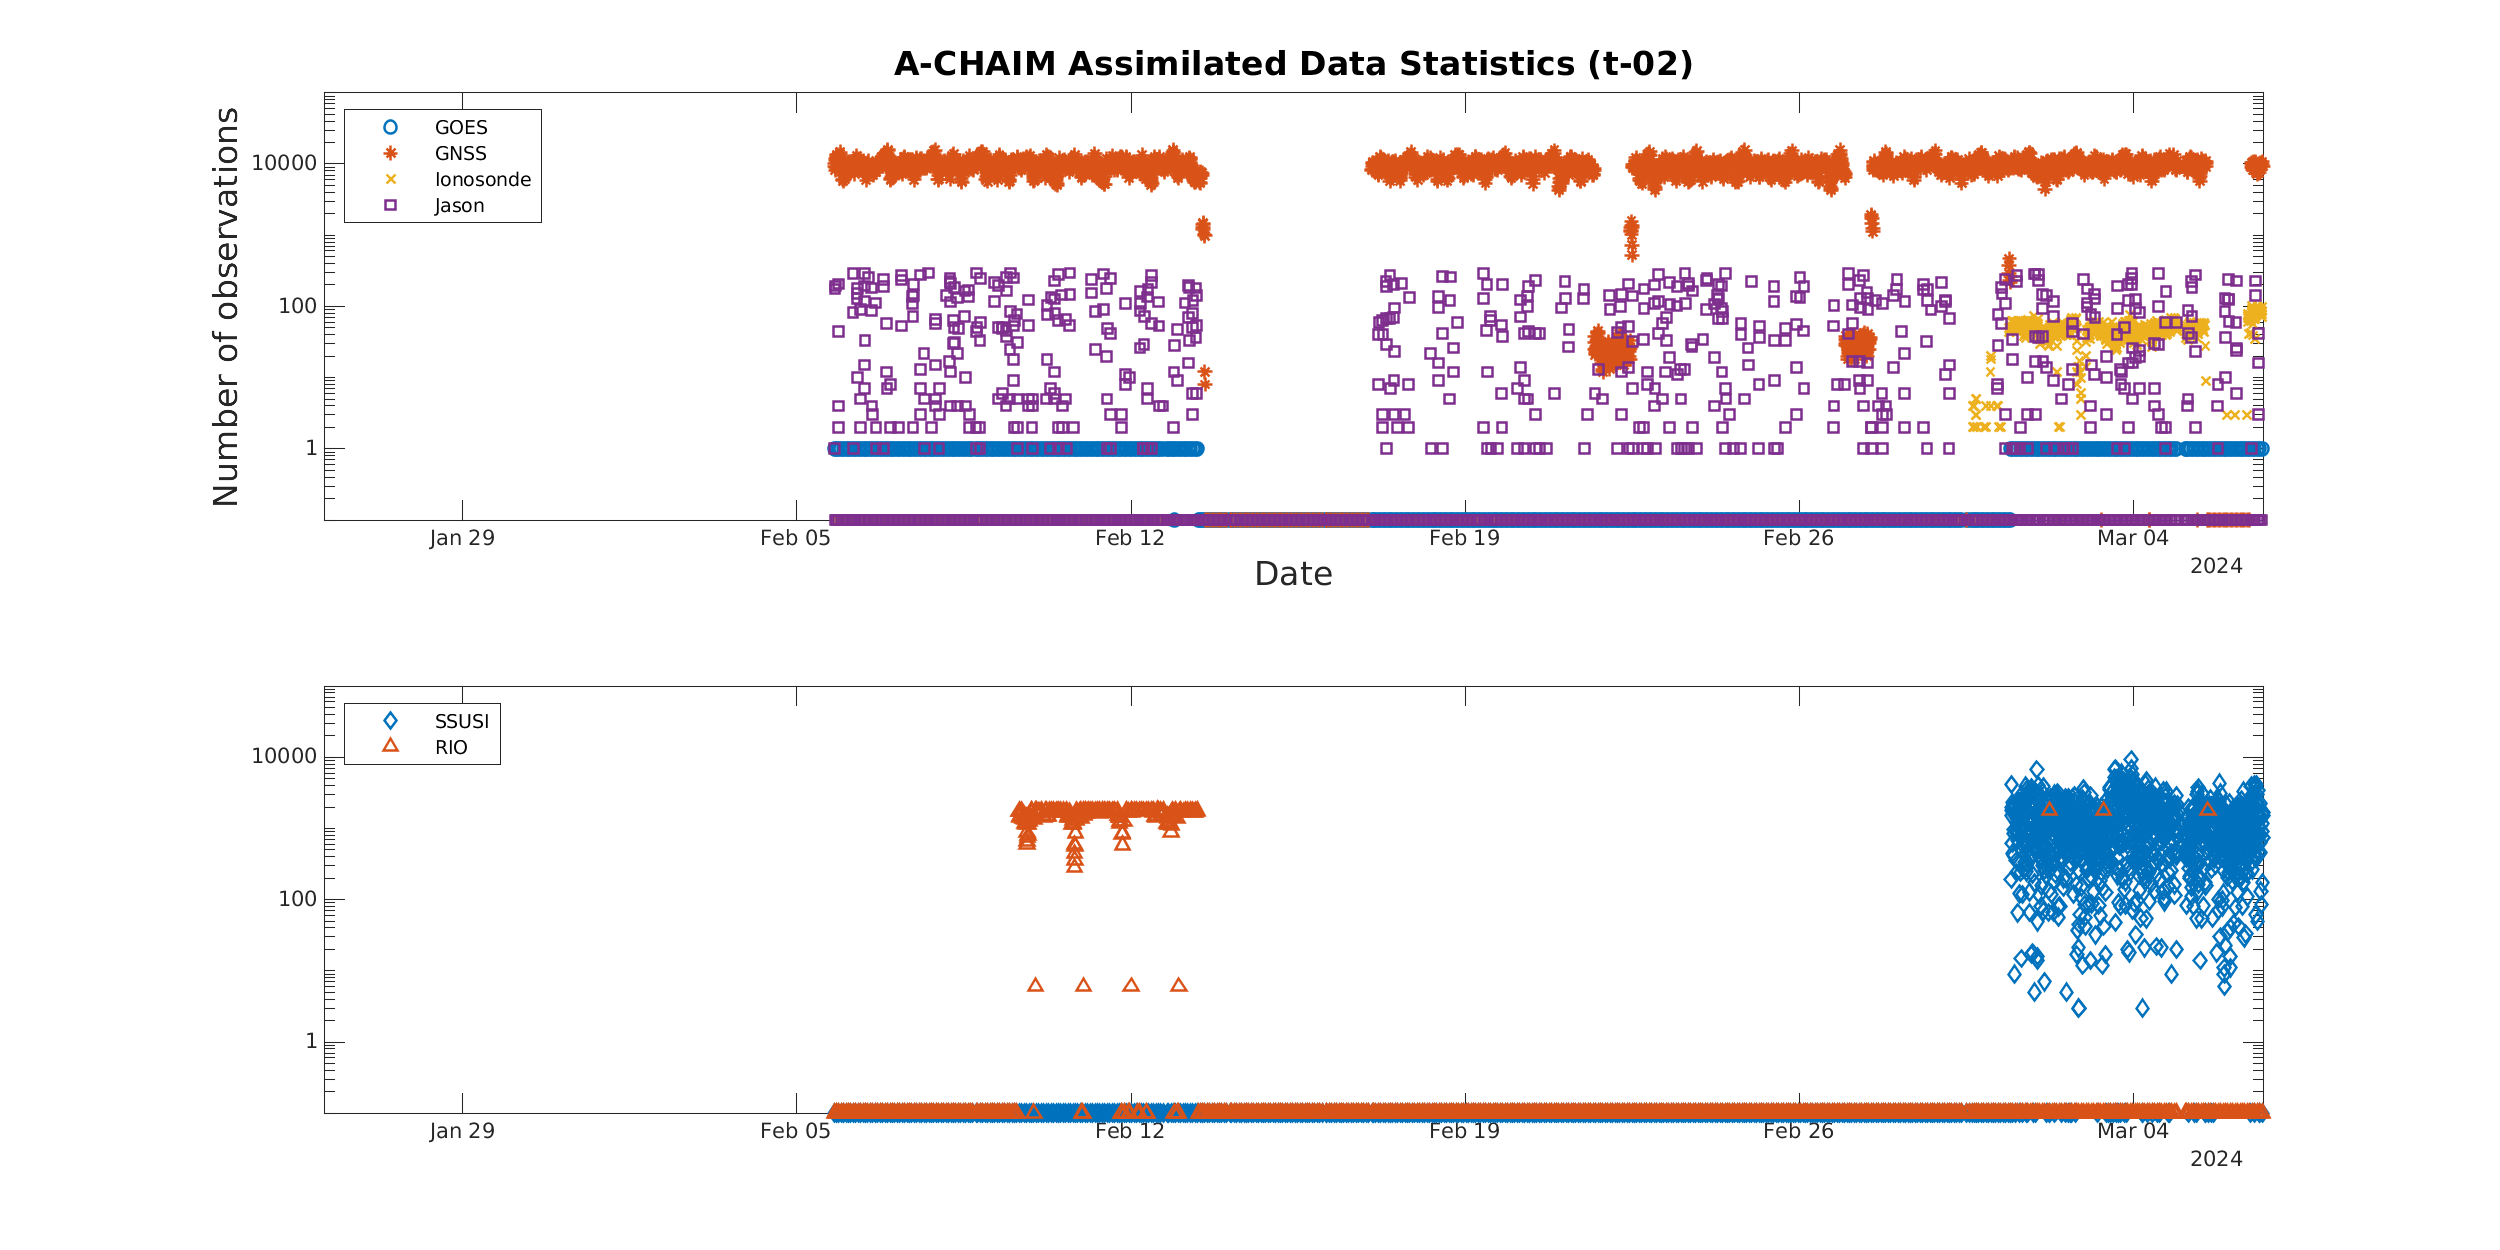 A-CHAIM Assimilated Data Statistics (t-02)
Number of observations
10000
100
1
GOES
GNSS
Ionosonde
Jason
Jan 29
Feb 05
Feb 12
Feb 19
Feb 26
Mar 04
2024
Date
10000
100
1
SSUSI
RIO
Jan 29
Feb 05
Feb 12
Feb 19
Feb 26
Mar 04
2024